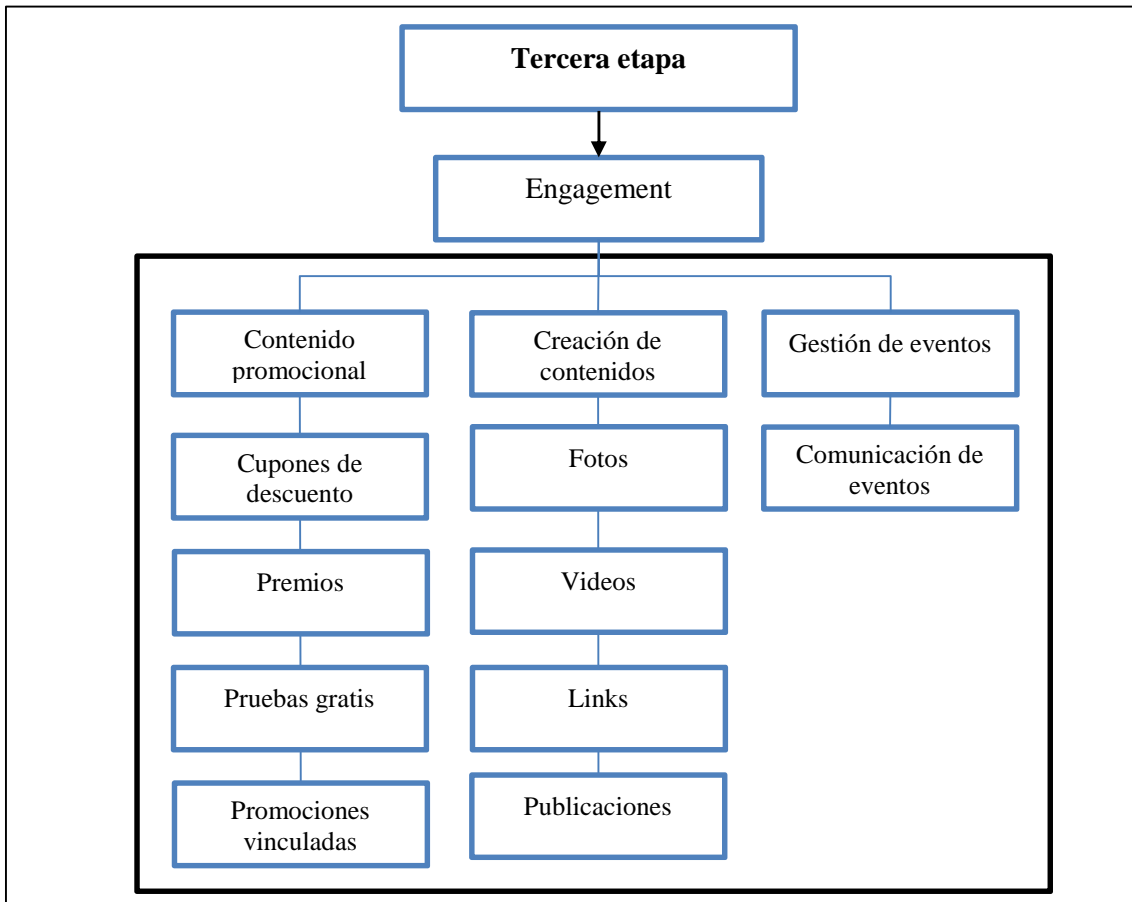 Tercera etapa
Engagement
Contenido
promocional
Cupones de
descuento
Premios
Pruebas gratis
Promociones
vinculadas
Creación de
contenidos
Fotos
Videos
Links
Publicaciones
Gestión de eventos
Comunicación de
eventos